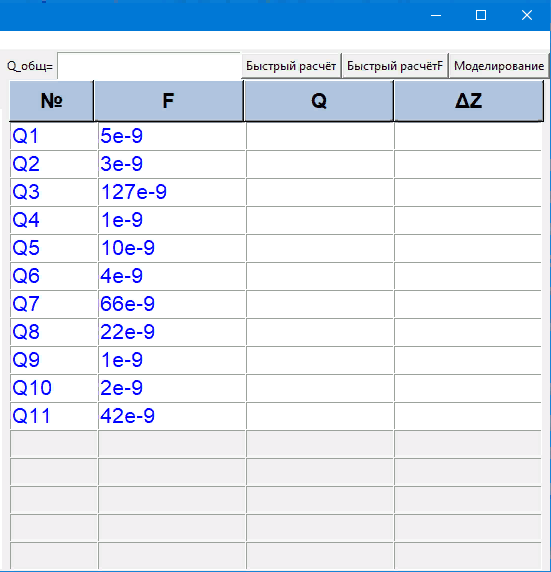 Q_общ= Быстрый расчёт Быстрый расчётF Моделирование
№ F Q ΔZ
Q1 5e-9
Q2 3e-9
Q3 127e-9
Q4 1e-9
Q5 10e-9
Q6 4e-9
Q7 66e-9
Q8 22e-9
Q9 1e-9
Q10 2e-9
Q11 42e-9